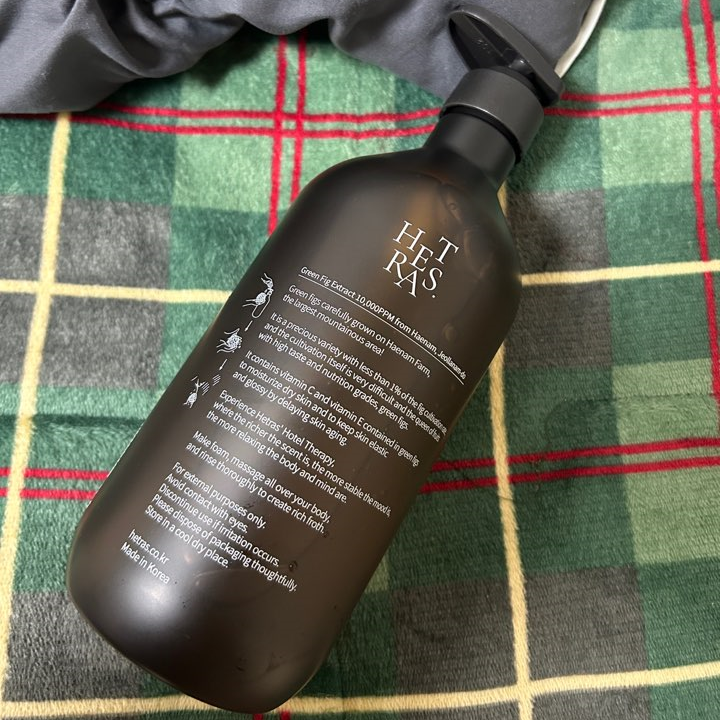 HETRAS.
Green Fig Extract 10,000PPM from Haenam, Jeollanamdo
Green figs carefully grown on Haenam Farm,
the largest mountainous area!
It is a precious variety with less than 1% of the fig cultivation area
and the cultivation itself is very difficult and the queen of fruits,
with high taste and nutrition grades, green figs,
It contains vitamin C and vitamin E contained in green figs
to moisturize dry skin and to keep skin elastic
and glossy by delaying skin aging.
Experience Hetras' Hotel Therapy.
where the richer the scent is, the more stable the mood is,
the more relaxing the body and mind are.
Make foam, massage all over your body,
and rinse thoroughly to create rich froth.
For external purposes only.
Avoid contact with eyes.
Discontinue use if irritation occurs.
Please dispose of packaging thoughtfully.
Store in a cool dry place.
hetras.co.kr
Made in Korea